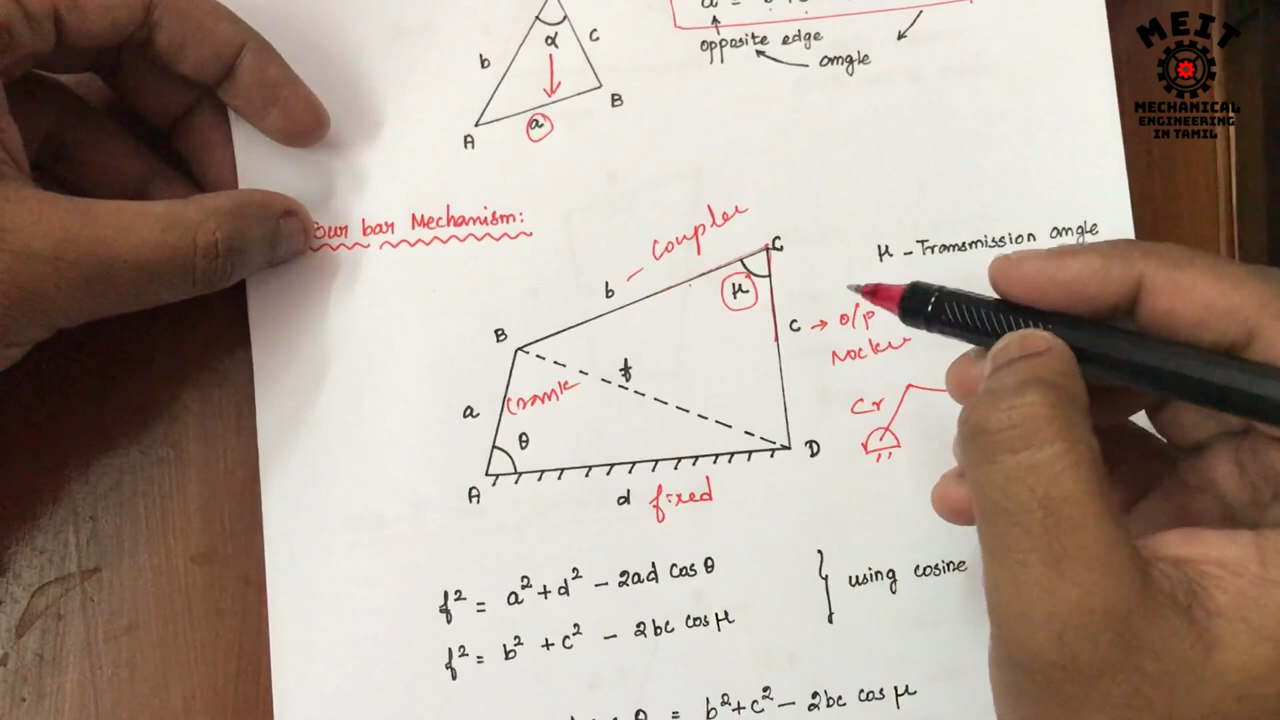 α
b
c
A
a
B
opposite edge
angle
MEIT
MECHANICAL
ENGINEERING
IN TAMIL
our bar Mechanism:
μ - Transmission angle
b - coupler
C
μ
B
c → o/p
f
a
crank
Cr
θ
A
D
d fixed
f² = a² + d² - 2ad cos θ
f² = b² + c² - 2bc cos μ
} using cosine
θ = b² + c² - 2bc cos μ